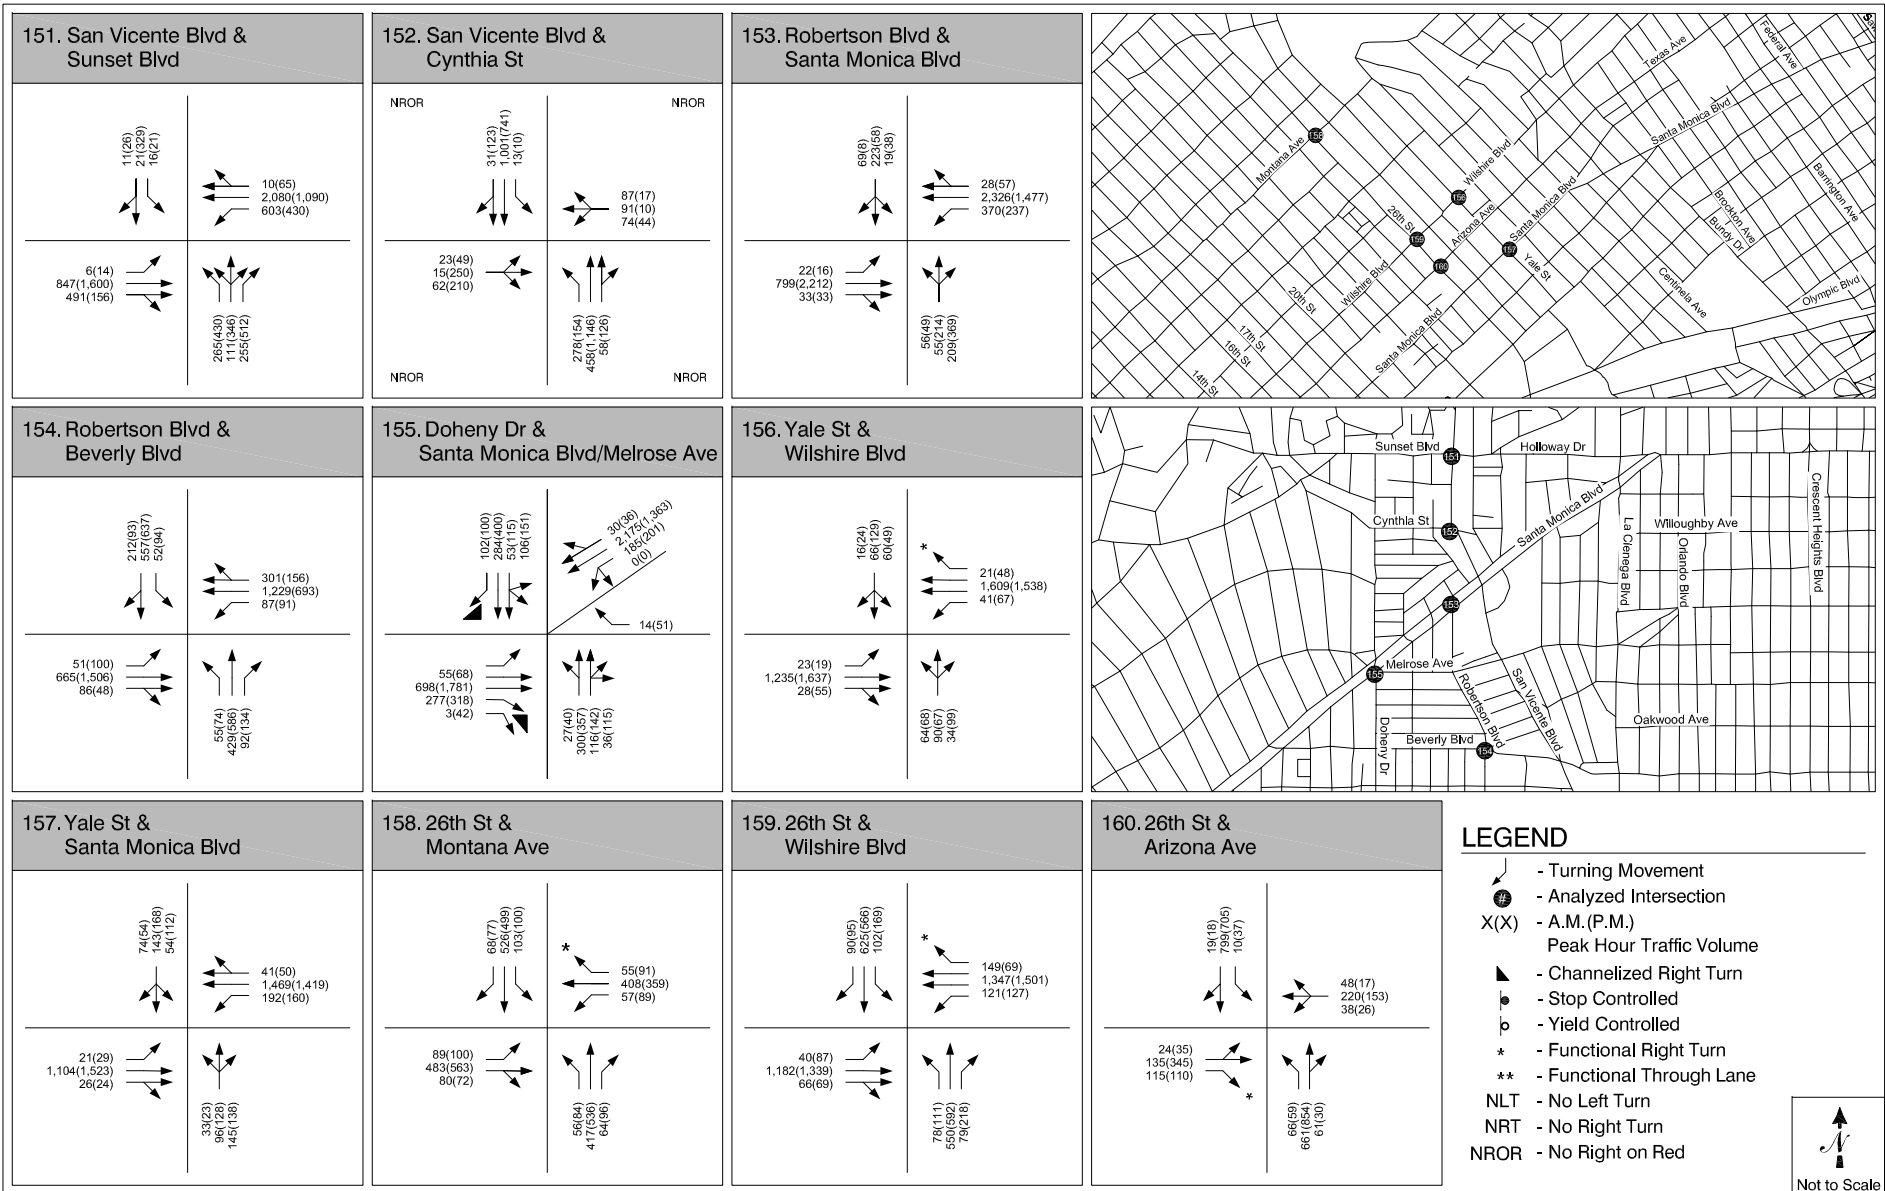 151. San Vicente Blvd &
Sunset Blvd
11(26)
21(329)
16(21)
10(65)
2,080(1,090)
603(430)
6(14)
847(1,600)
491(156)
265(430)
111(346)
255(512)
152. San Vicente Blvd &
Cynthia St
NROR
NROR
31(123)
1,001(741)
13(10)
87(17)
91(10)
74(44)
23(49)
15(250)
62(210)
278(154)
458(1,146)
58(126)
NROR
NROR
153. Robertson Blvd &
Santa Monica Blvd
69(8)
223(58)
19(38)
28(57)
2,326(1,477)
370(237)
22(16)
799(2,212)
33(33)
56(49)
55(214)
209(369)
Texas Ave
Federal Ave
Santa Monica Blvd
Barrington Ave
Brockton Ave
Bundy Dr
Montana Ave
158
Wilshire Blvd
156
26th St
159
Arizona Ave
160
Santa Monica Blvd
157
Yale St
Centinela Ave
Olympic Blvd
Wilshire Blvd
20th St
Santa Monica Blvd
17th St
16th St
14th St
154. Robertson Blvd &
Beverly Blvd
212(93)
557(637)
52(94)
301(156)
1,229(693)
87(91)
51(100)
665(1,506)
86(48)
55(74)
429(586)
92(134)
155. Doheny Dr &
Santa Monica Blvd/Melrose Ave
102(100)
284(400)
53(115)
106(151)
30(36)
2,175(1,363)
185(201)
0(0)
14(51)
55(68)
698(1,781)
277(318)
3(42)
27(40)
300(357)
116(142)
36(115)
156. Yale St &
Wilshire Blvd
16(24)
66(129)
60(49)
*
21(48)
1,609(1,538)
41(67)
23(19)
1,235(1,637)
28(55)
64(68)
90(67)
34(99)
Sunset Blvd
151
Holloway Dr
Cynthia St
152
Santa Monica Blvd
153
La Cienega Blvd
Willoughby Ave
Orlando Blvd
Crescent Heights Blvd
Melrose Ave
155
Robertson Blvd
San Vicente Blvd
Oakwood Ave
Doheny Dr
Beverly Blvd
154
157. Yale St &
Santa Monica Blvd
74(54)
143(168)
54(112)
41(50)
1,469(1,419)
192(160)
21(29)
1,104(1,523)
26(24)
33(23)
96(128)
145(138)
158. 26th St &
Montana Ave
68(77)
526(499)
103(100)
*
55(91)
408(359)
57(89)
89(100)
483(563)
80(72)
56(84)
417(536)
64(96)
159. 26th St &
Wilshire Blvd
90(95)
625(566)
102(169)
*
149(69)
1,347(1,501)
121(127)
40(87)
1,182(1,339)
66(69)
78(111)
550(592)
79(218)
160. 26th St &
Arizona Ave
19(18)
799(705)
10(37)
48(17)
220(153)
38(26)
24(35)
135(345)
115(110)
*
66(59)
661(854)
61(30)
LEGEND
- Turning Movement
# - Analyzed Intersection
X(X) - A.M.(P.M.)
Peak Hour Traffic Volume
- Channelized Right Turn
- Stop Controlled
- Yield Controlled
* - Functional Right Turn
** - Functional Through Lane
NLT - No Left Turn
NRT - No Right Turn
NROR - No Right on Red
N
Not to Scale